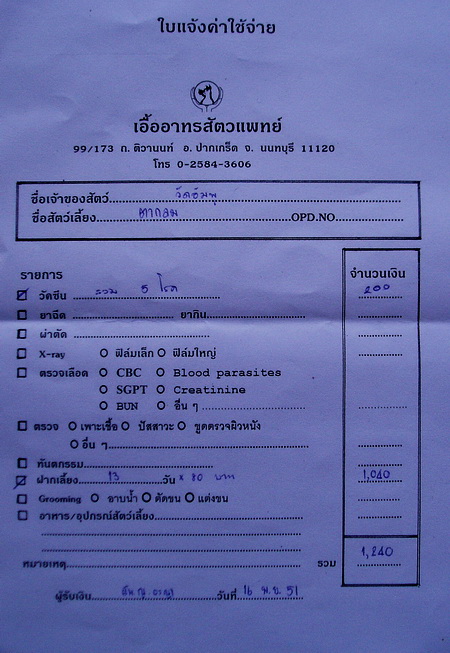 ใบแจ้งค่าใช้จ่าย
เอื้ออาทรสัตวแพทย์
99/173 ถ. ติวานนท์ อ. ปากเกร็ด จ. นนทบุรี 11120
โทร 0-2584-3606
ชื่อเจ้าของสัตว์
ชื่อสัตว์เลี้ยง ตากลม OPD.NO.
รายการ จำนวนเงิน
วัคซีน รวม 5 โรค 200
ยาฉีด ยากิน
ผ่าตัด
X-ray ฟิล์มเล็ก ฟิล์มใหญ่
ตรวจเลือด CBC Blood parasites
SGPT Creatinine
BUN อื่น ๆ
ตรวจ เพาะเชื้อ ปัสสาวะ ขูดตรวจผิวหนัง
อื่น ๆ
ทันตกรรม
ฝากเลี้ยง 13 วัน x 80 บาท 1,040
Grooming อาบน้ำ ตัดขน แต่งขน
อาหาร/อุปกรณ์สัตว์เลี้ยง
หมายเหตุ รวม 1,240
ผู้รับเงิน วันที่ 16 พ.ย. 51